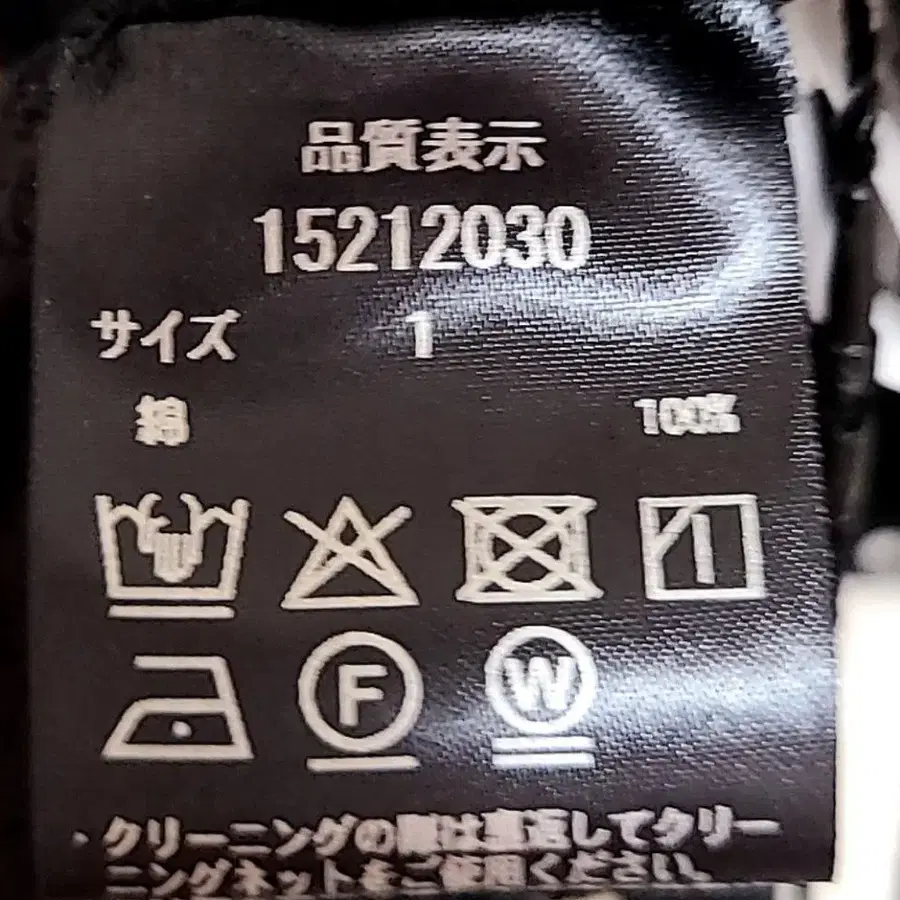 品質表示
15212030
サイズ 1
綿 100%
F W
・クリーニングの際は裏返してクリー
ニングネットをご使用ください。